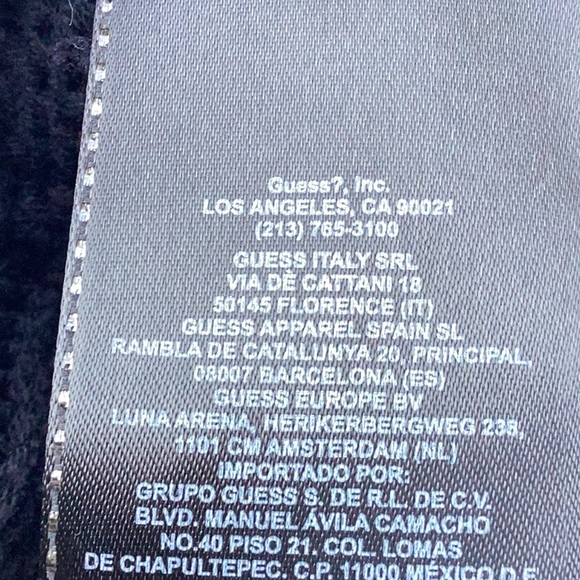 Guess?, Inc.
LOS ANGELES, CA 90021
(213) 765-3100
GUESS ITALY SRL
VIA DÈ CATTANI 18
50145 FLORENCE (IT)
GUESS APPAREL SPAIN SL
RAMBLA DE CATALUNYA 20, PRINCIPAL,
08007 BARCELONA (ES)
GUESS EUROPE BV
LUNA ARENA, HERIKERBERGWEG 238,
1101 CM AMSTERDAM (NL)
IMPORTADO POR:
GRUPO GUESS S. DE R.L. DE C.V.
BLVD. MANUEL ÁVILA CAMACHO
NO.40 PISO 21. COL. LOMAS
DE CHAPULTEPEC. C.P. 11000 MÉXICO D.F.